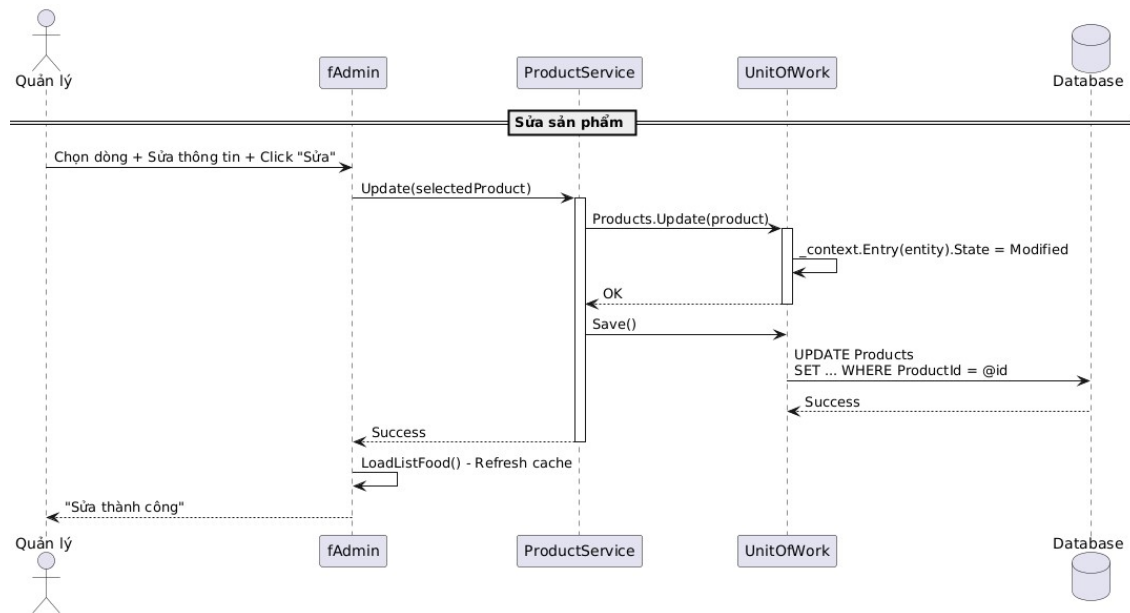 Quản lý
fAdmin
ProductService
UnitOfWork
Database
Sửa sản phẩm
Chọn dòng + Sửa thông tin + Click "Sửa"
Update(selectedProduct)
Products.Update(product)
_context.Entry(entity).State = Modified
OK
Save()
UPDATE Products
SET ... WHERE ProductId = @id
Success
Success
LoadListFood() - Refresh cache
"Sửa thành công"
Quản lý
fAdmin
ProductService
UnitOfWork
Database